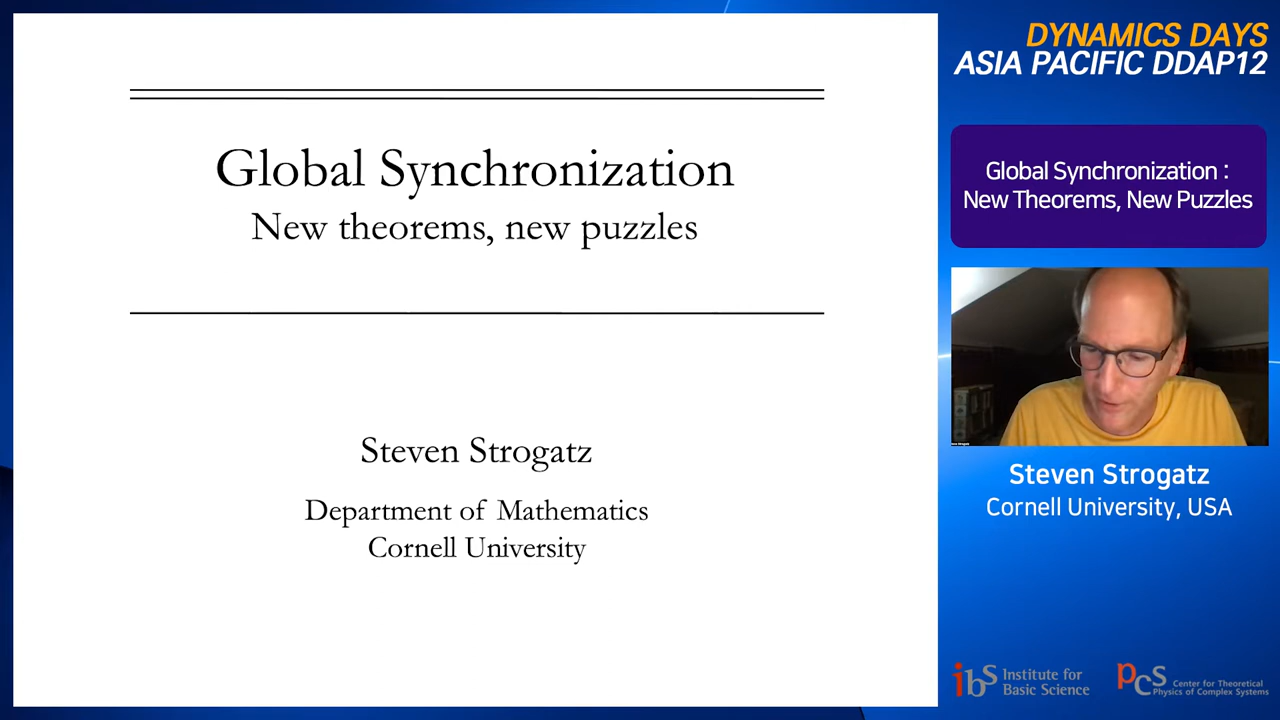 Global Synchronization
New theorems, new puzzles
Steven Strogatz
Department of Mathematics
Cornell University
DYNAMICS DAYS
ASIA PACIFIC DDAP12
Global Synchronization :
New Theorems, New Puzzles
Steven Strogatz
Cornell University, USA
ibs Institute for
Basic Science
pcs Center for Theoretical
Physics of Complex Systems